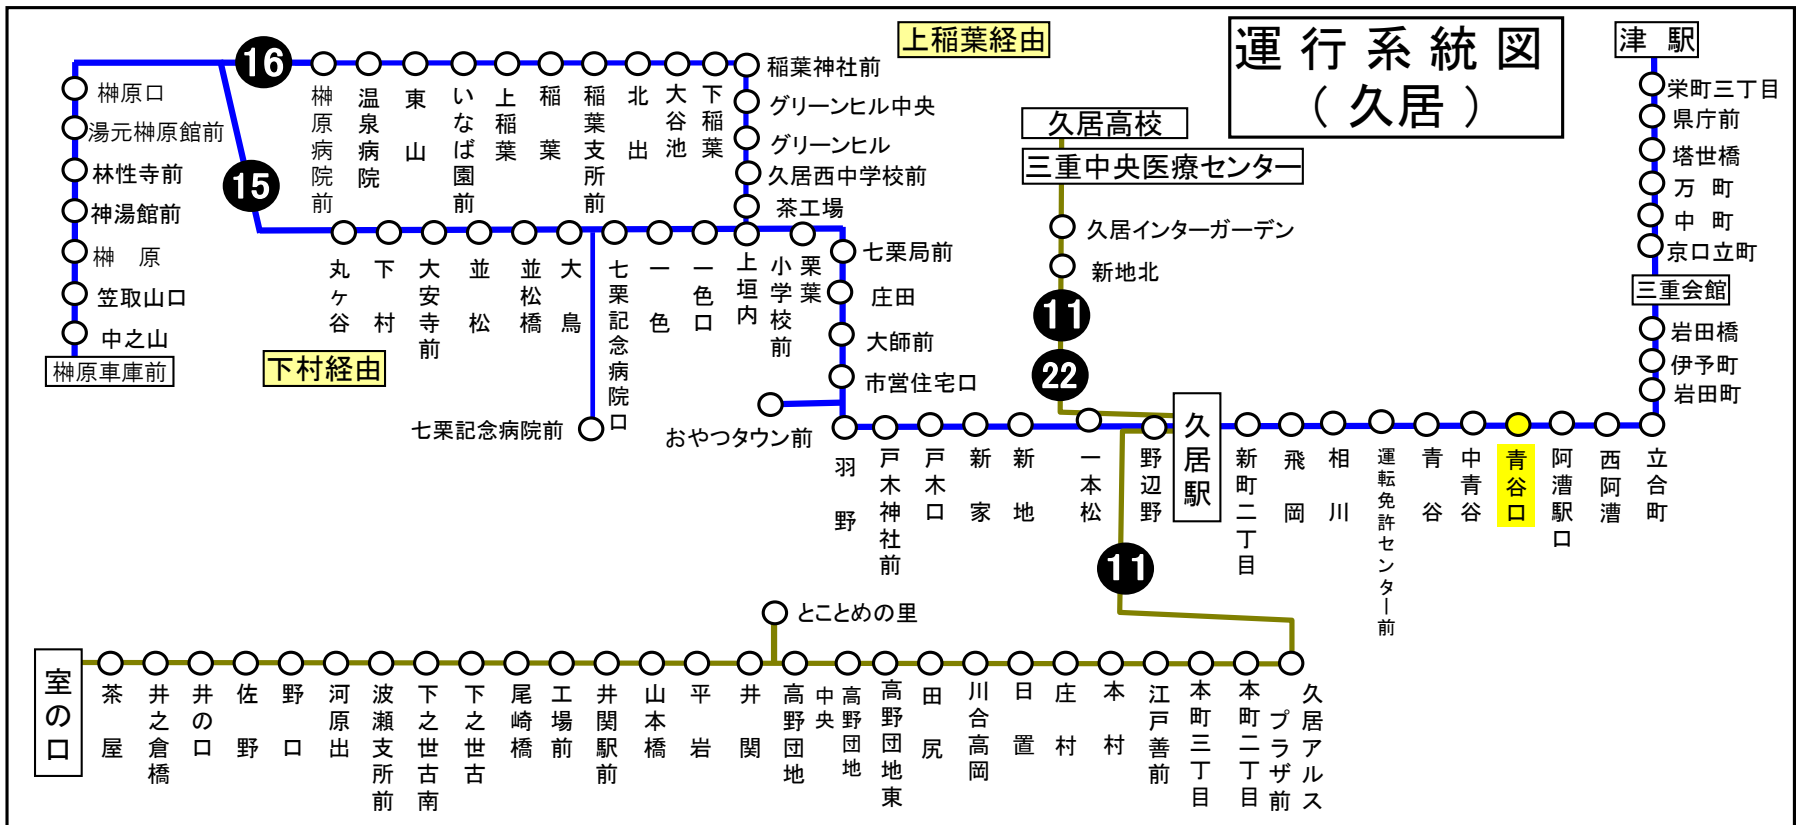 運行系統図
（久居）
上稲葉経由
下村経由
津駅
栄町三丁目
県庁前
塔世橋
万町
中町
京口立町
三重会館
岩田橋
伊予町
岩田町
立合町
西阿漕
阿漕駅口
青谷口
中青谷
青谷
運転免許センター前
相川
飛岡
新町二丁目
久居駅
野辺野
一本松
新地
新家
戸木口
戸木神社前
羽野
おやつタウン前
市営住宅口
大師前
庄田
七栗局前
栗葉小学校前
上垣内
一色口
一色
七栗記念病院口
七栗記念病院前
大鳥
並松橋
並松
大安寺前
下村
丸ヶ谷
15
茶工場
久居西中学校前
グリーンヒル
グリーンヒル中央
稲葉神社前
下稲葉
大谷池
北出
稲葉支所前
稲葉
上稲葉
いなば園前
東山
温泉病院
榊原病院前
16
榊原口
湯元榊原館前
林性寺前
神湯館前
榊原
笠取山口
中之山
榊原車庫前
久居高校
三重中央医療センター
久居インターガーデン
新地北
11
22
11
久居アルスプラザ前
本町二丁目
本町三丁目
江戸善前
本村
庄村
日置
川合高岡
田尻
高野団地東
高野団地中央
高野団地
とことめの里
井関
平岩
山本橋
井関駅前
工場前
尾崎橋
下之世古
下之世古南
波瀬支所前
河原出
野口
佐野
井の口
井之倉橋
茶屋
室の口